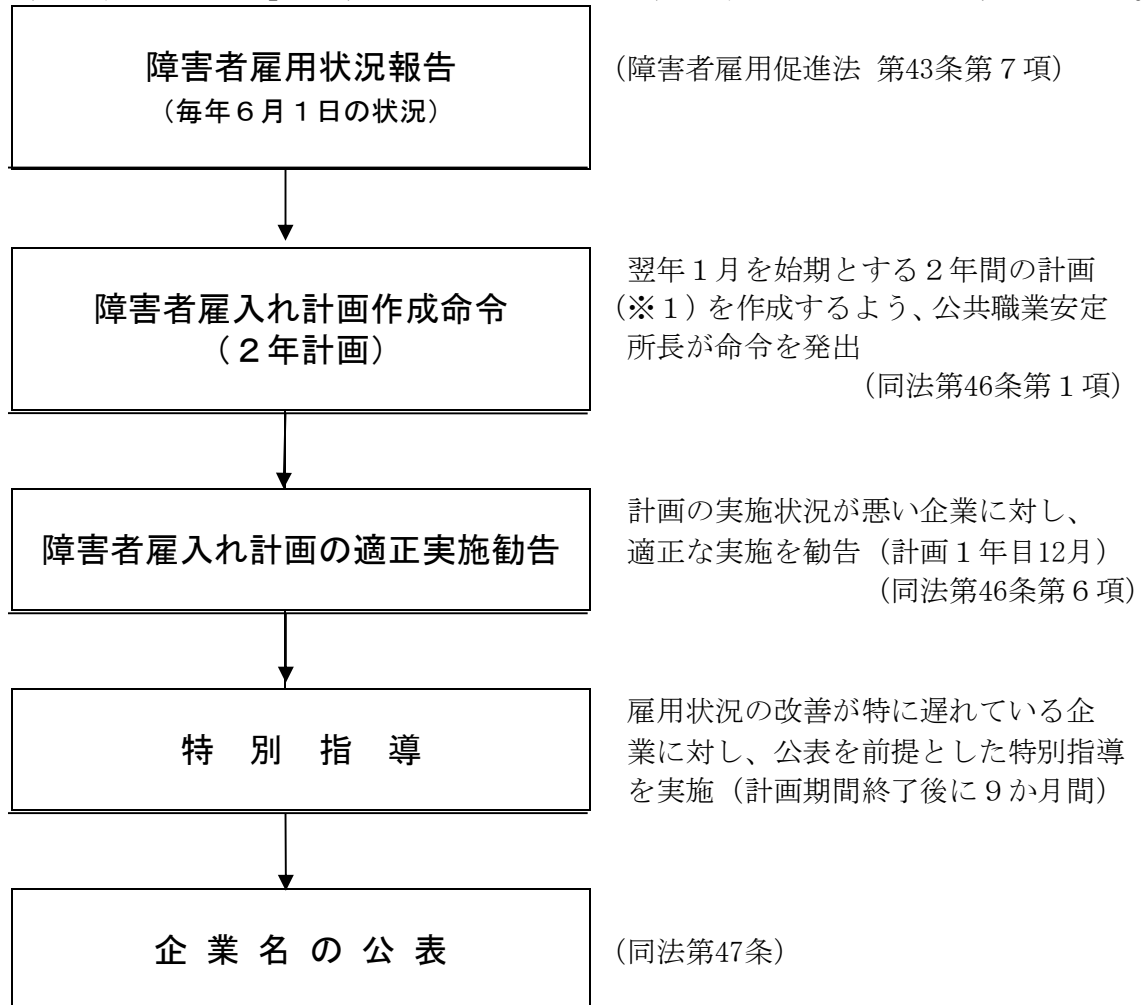 障害者雇用状況報告
（毎年６月１日の状況）
（障害者雇用促進法 第43条第７項）
障害者雇入れ計画作成命令
（２年計画）
翌年１月を始期とする２年間の計画
（※１）を作成するよう、公共職業安定
所長が命令を発出
（同法第46条第１項）
障害者雇入れ計画の適正実施勧告
計画の実施状況が悪い企業に対し、
適正な実施を勧告（計画１年目12月）
（同法第46条第６項）
特　別　指　導
雇用状況の改善が特に遅れている企
業に対し、公表を前提とした特別指導
を実施（計画期間終了後に９か月間）
企 業 名 の 公 表
（同法第47条）